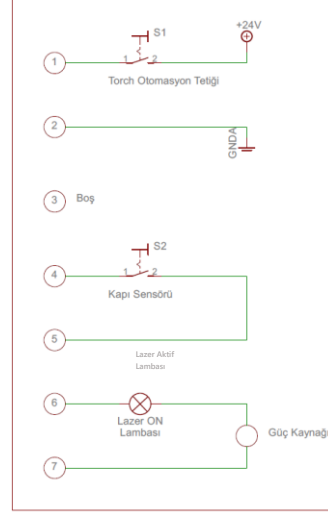 S1
+24V
1
1 2
Torch Otomasyon Tetiği
2
GNDA
3
Boş
S2
4
1 2
Kapı Sensörü
5
Lazer Aktif
Lambası
6
Lazer ON
Lambası
Güç Kaynağı
7